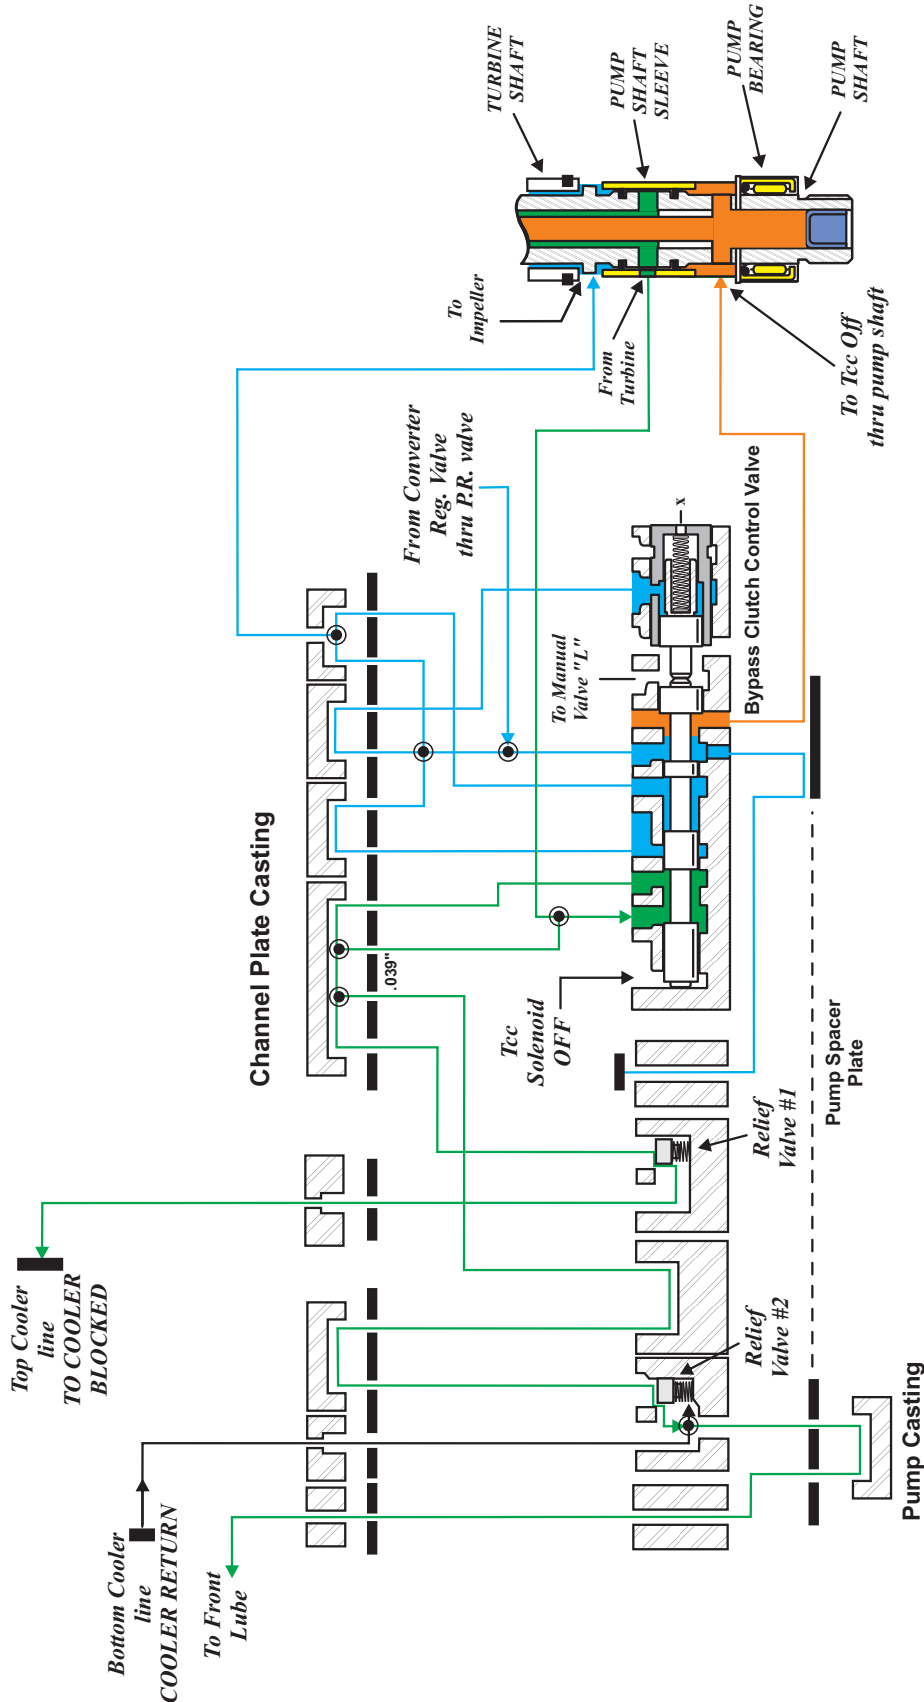 TURBINE
SHAFT
PUMP
SHAFT
SLEEVE
PUMP
BEARING
PUMP
SHAFT
To
Impeller
From
Turbine
To Tcc Off
thru pump shaft
From Converter
Reg. Valve
thru P.R. valve
x
Bypass Clutch Control Valve
To Manual
Valve "L"
Channel Plate Casting
.039"
Tcc
Solenoid
OFF
Pump Spacer
Plate
Relief
Valve #1
Relief
Valve #2
Top Cooler
line
TO COOLER
BLOCKED
Bottom Cooler
line
COOLER RETURN
To Front
Lube
Pump Casting